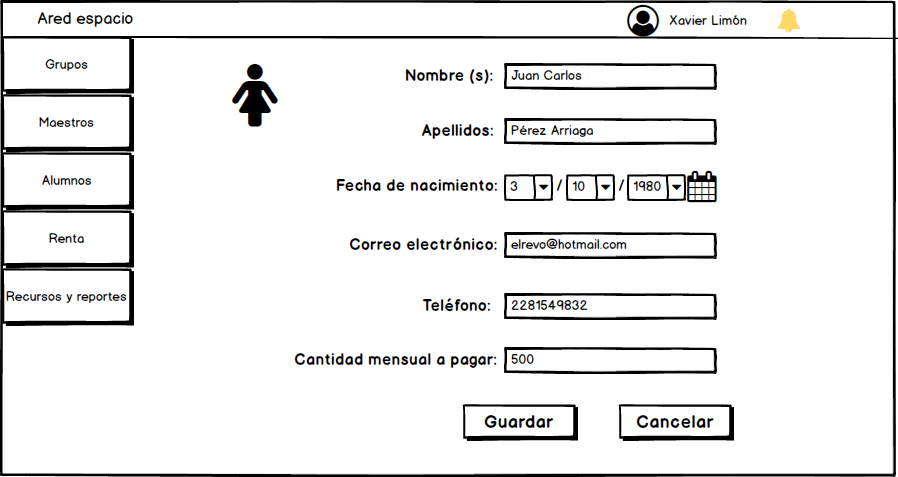 Ared espacio
Xavier Limón
Grupos
Maestros
Alumnos
Renta
Recursos y reportes
Nombre (s): Juan Carlos
Apellidos: Pérez Arriaga
Fecha de nacimiento: 3 / 10 / 1980
Correo electrónico: elrevo@hotmail.com
Teléfono: 2281549832
Cantidad mensual a pagar: 500
Guardar Cancelar